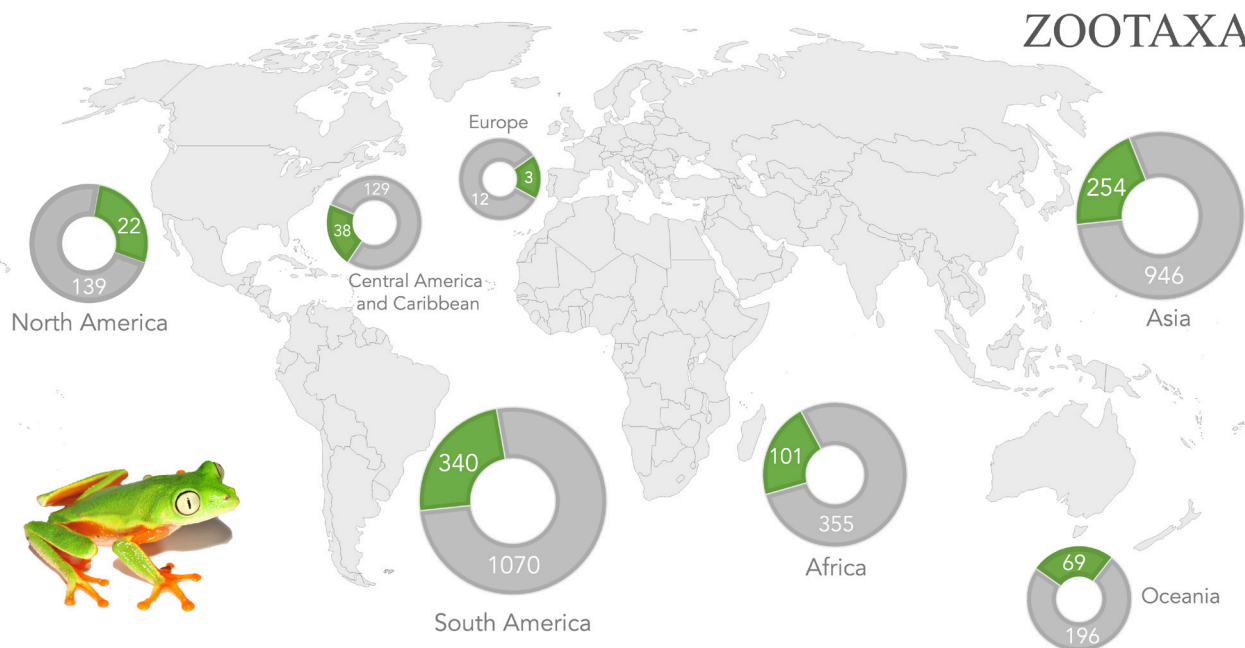 ZOOTAXA
Europe
3
12
129
38
Central America
and Caribbean
22
139
North America
254
946
Asia
340
1070
South America
101
355
Africa
69
196
Oceania